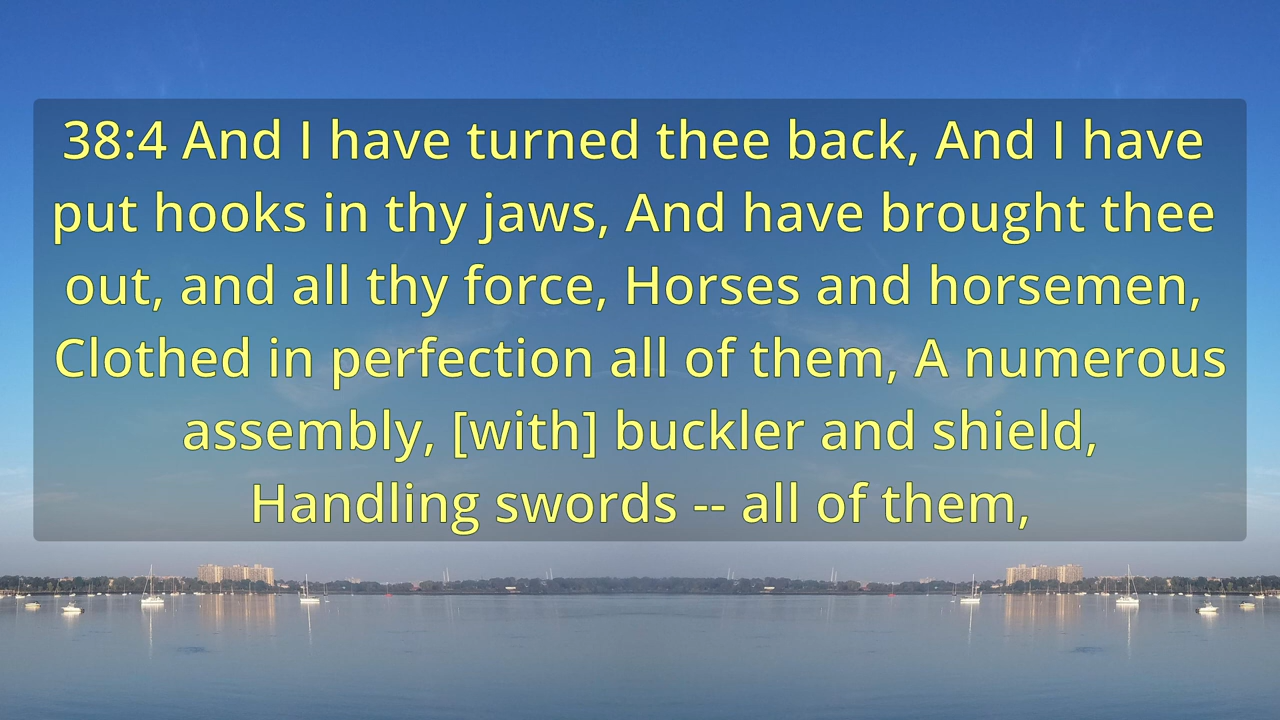 38:4 And I have turned thee back, And I have
put hooks in thy jaws, And have brought thee
out, and all thy force, Horses and horsemen,
Clothed in perfection all of them, A numerous
assembly, [with] buckler and shield,
Handling swords -- all of them,